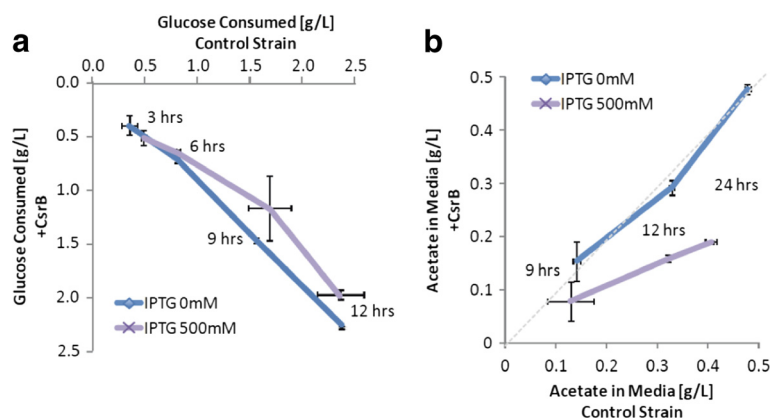 a
Glucose Consumed [g/L]
Control Strain
0.0 0.5 1.0 1.5 2.0 2.5
0.0
0.5
1.0
1.5
2.0
2.5
Glucose Consumed [g/L]
+CsrB
3 hrs
6 hrs
9 hrs
12 hrs
IPTG 0mM
IPTG 500mM
b
0.5
0.4
0.3
0.2
0.1
0
Acetate in Media [g/L]
+CsrB
IPTG 0mM
IPTG 500mM
24 hrs
12 hrs
9 hrs
0 0.1 0.2 0.3 0.4 0.5
Acetate in Media [g/L]
Control Strain